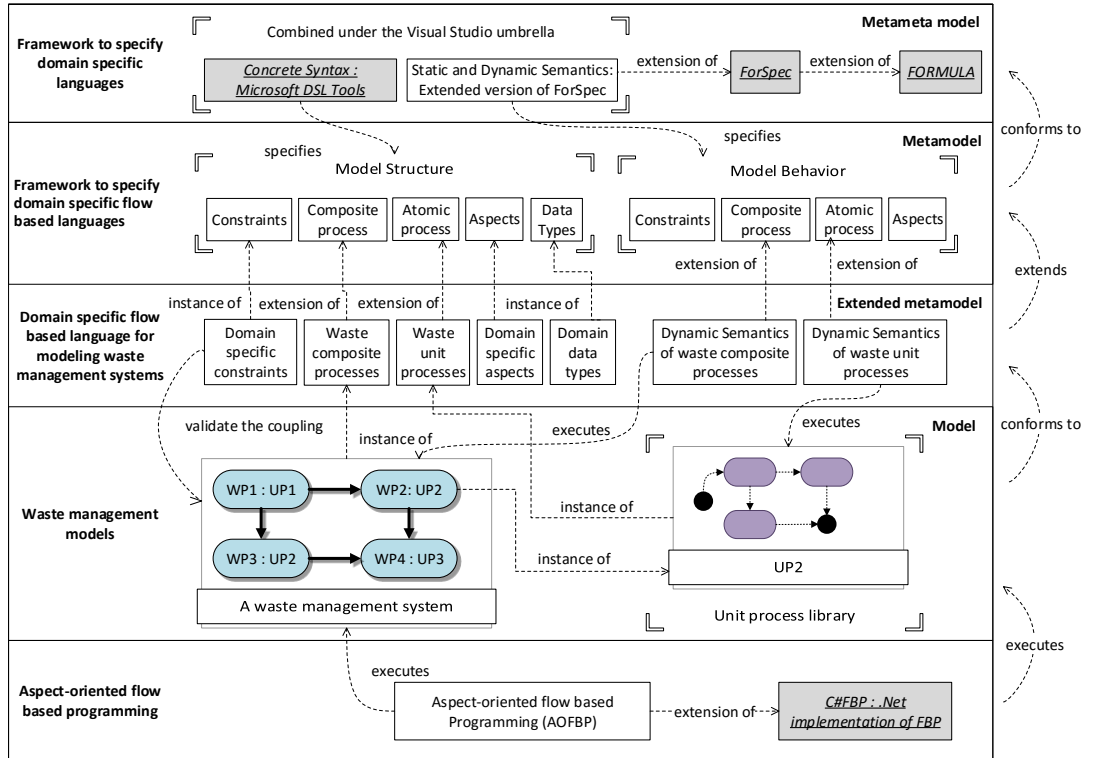 Metameta model
Framework to specify
domain specific
languages
Combined under the Visual Studio umbrella
Concrete Syntax :
Microsoft DSL Tools
Static and Dynamic Semantics:
Extended version of ForSpec
extension of
ForSpec
extension of
FORMULA
conforms to
Metamodel
specifies
specifies
Framework to specify
domain specific flow
based languages
Model Structure
Constraints
Composite
process
Atomic
process
Aspects
Data
Types
Model Behavior
Constraints
Composite
process
Atomic
process
Aspects
extension of
extension of
extends
Extended metamodel
instance of
extension of
extension of
instance of
Domain specific flow
based language for
modeling waste
management systems
Domain
specific
constraints
Waste
composite
processes
Waste
unit
processes
Domain
specific
aspects
Domain
data
types
Dynamic Semantics
of waste composite
processes
Dynamic Semantics
of waste unit
processes
conforms to
Model
validate the coupling
instance of
executes
executes
Waste management
models
WP1 : UP1
WP2: UP2
WP3 : UP2
WP4 : UP3
A waste management system
instance of
instance of
UP2
Unit process library
executes
Aspect-oriented flow
based programming
executes
Aspect-oriented flow based
Programming (AOFBP)
extension of
C#FBP : .Net
implementation of FBP